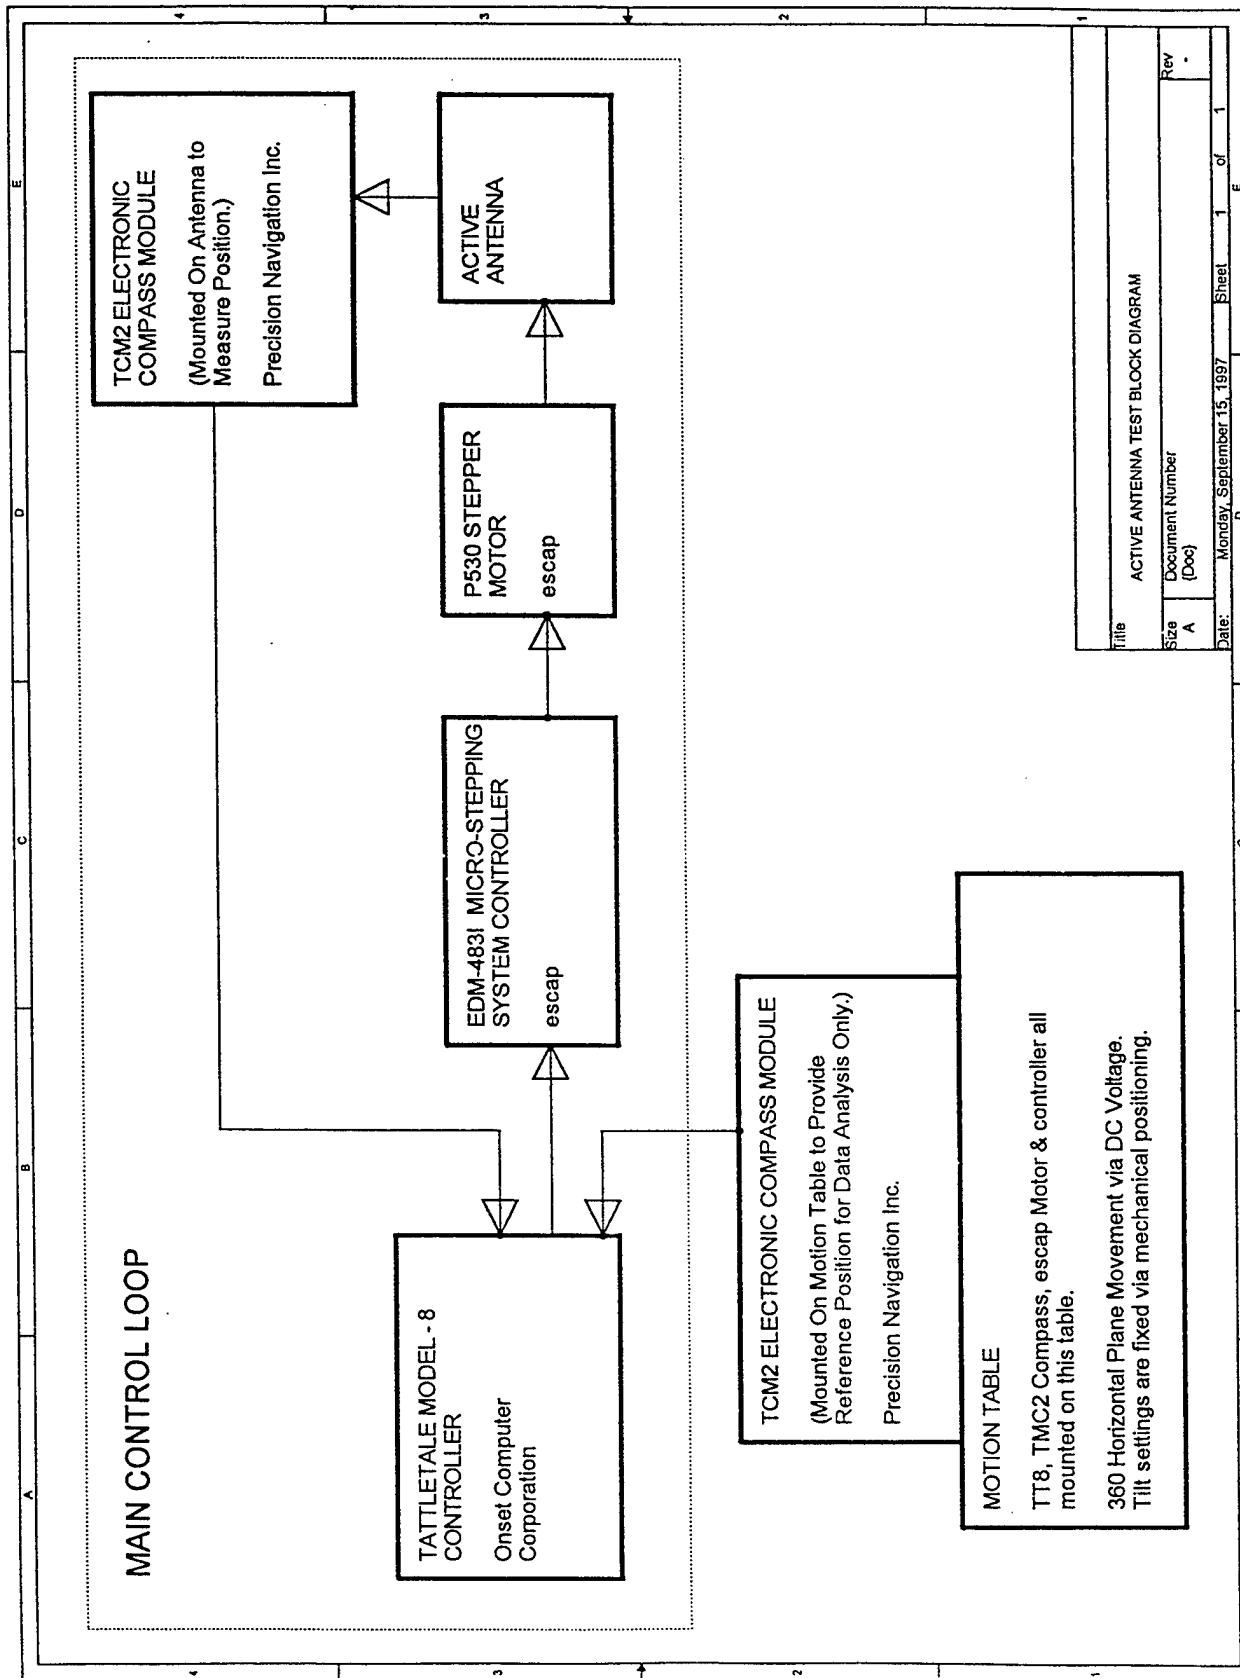 MAIN CONTROL LOOP
TCM2 ELECTRONIC
COMPASS MODULE
(Mounted On Antenna to
Measure Position.)
Precision Navigation Inc.
TATTLETALE MODEL - 8
CONTROLLER
Onset Computer
Corporation
EDM-483I MICRO-STEPPING
SYSTEM CONTROLLER
escap
P530 STEPPER
MOTOR
escap
ACTIVE
ANTENNA
TCM2 ELECTRONIC COMPASS MODULE
(Mounted On Motion Table to Provide
Reference Position for Data Analysis Only.)
Precision Navigation Inc.
MOTION TABLE
TT8, TMC2 Compass, escap Motor & controller all
mounted on this table.
360 Horizontal Plane Movement via DC Voltage.
Tilt settings are fixed via mechanical positioning.
Title
ACTIVE ANTENNA TEST BLOCK DIAGRAM
Size
A
Document Number
{Doc}
Rev
-
Date: Monday, September 15, 1997 Sheet 1 of 1
A
B
C
D
E
4
3
2
1
4
3
2
1
D
E